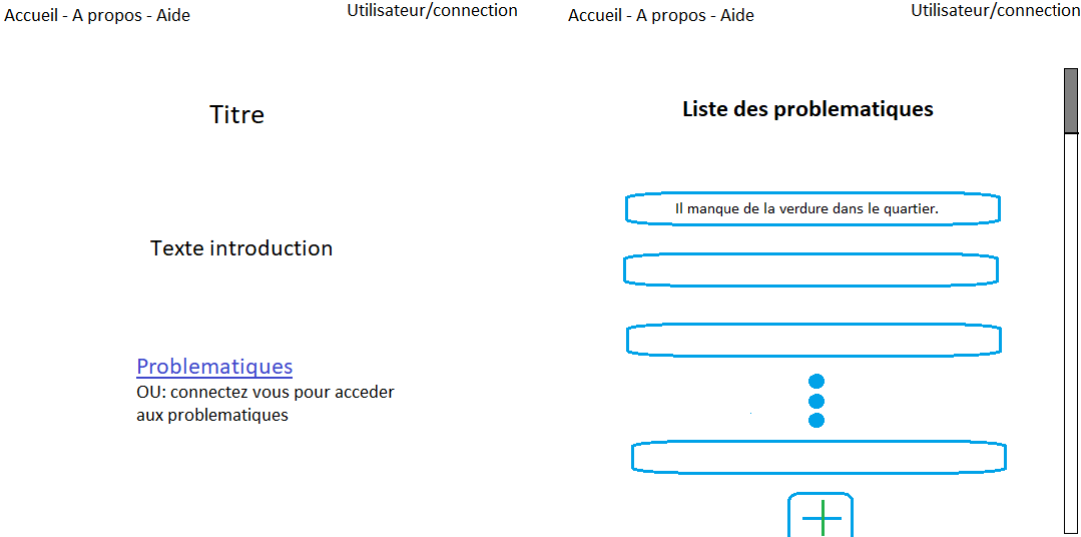 Accueil - A propos - Aide
Utilisateur/connection
Titre
Texte introduction
Problematiques
OU: connectez vous pour acceder
aux problematiques
Accueil - A propos - Aide
Utilisateur/connection
Liste des problematiques
Il manque de la verdure dans le quartier.